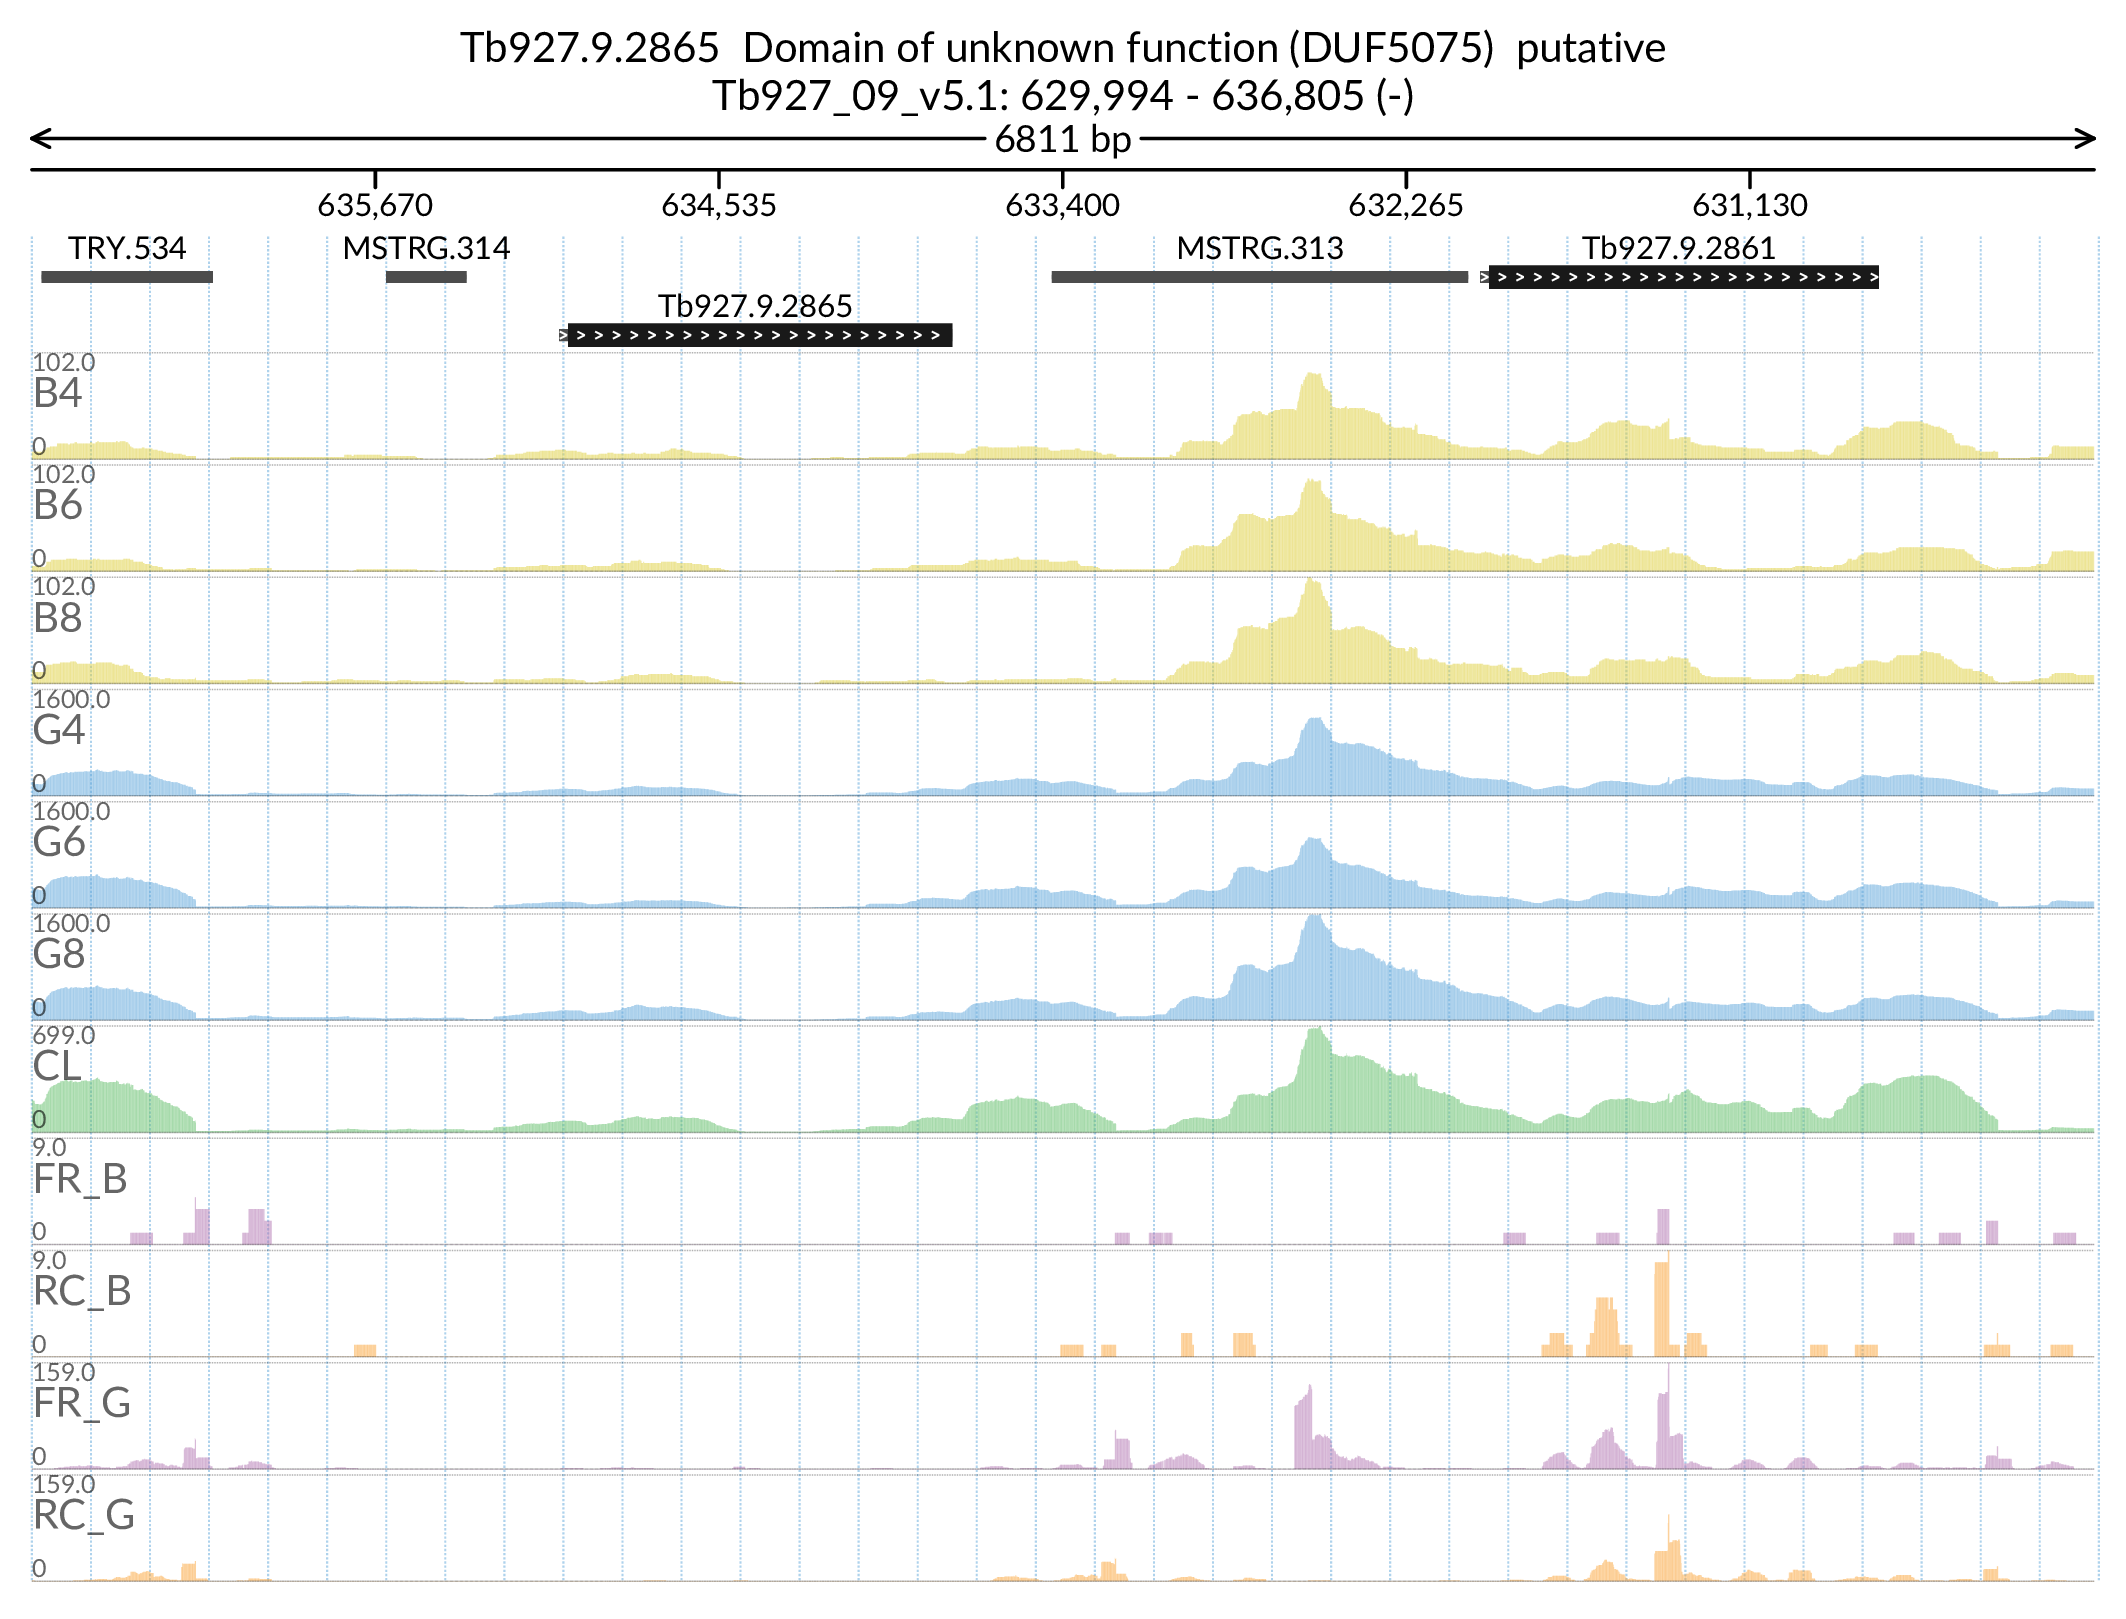 Tb927.9.2865 Domain of unknown function (DUF5075) putative
Tb927_09_v5.1: 629,994 - 636,805 (-)
6811 bp
635,670 634,535 633,400 632,265 631,130
TRY.534 MSTRG.314 MSTRG.313 Tb927.9.2861
Tb927.9.2865
102.0
B4
0
102.0
B6
0
102.0
B8
0
1600.0
G4
0
1600.0
G6
0
1600.0
G8
0
699.0
CL
0
9.0
FR_B
0
9.0
RC_B
0
159.0
FR_G
0
159.0
RC_G
0